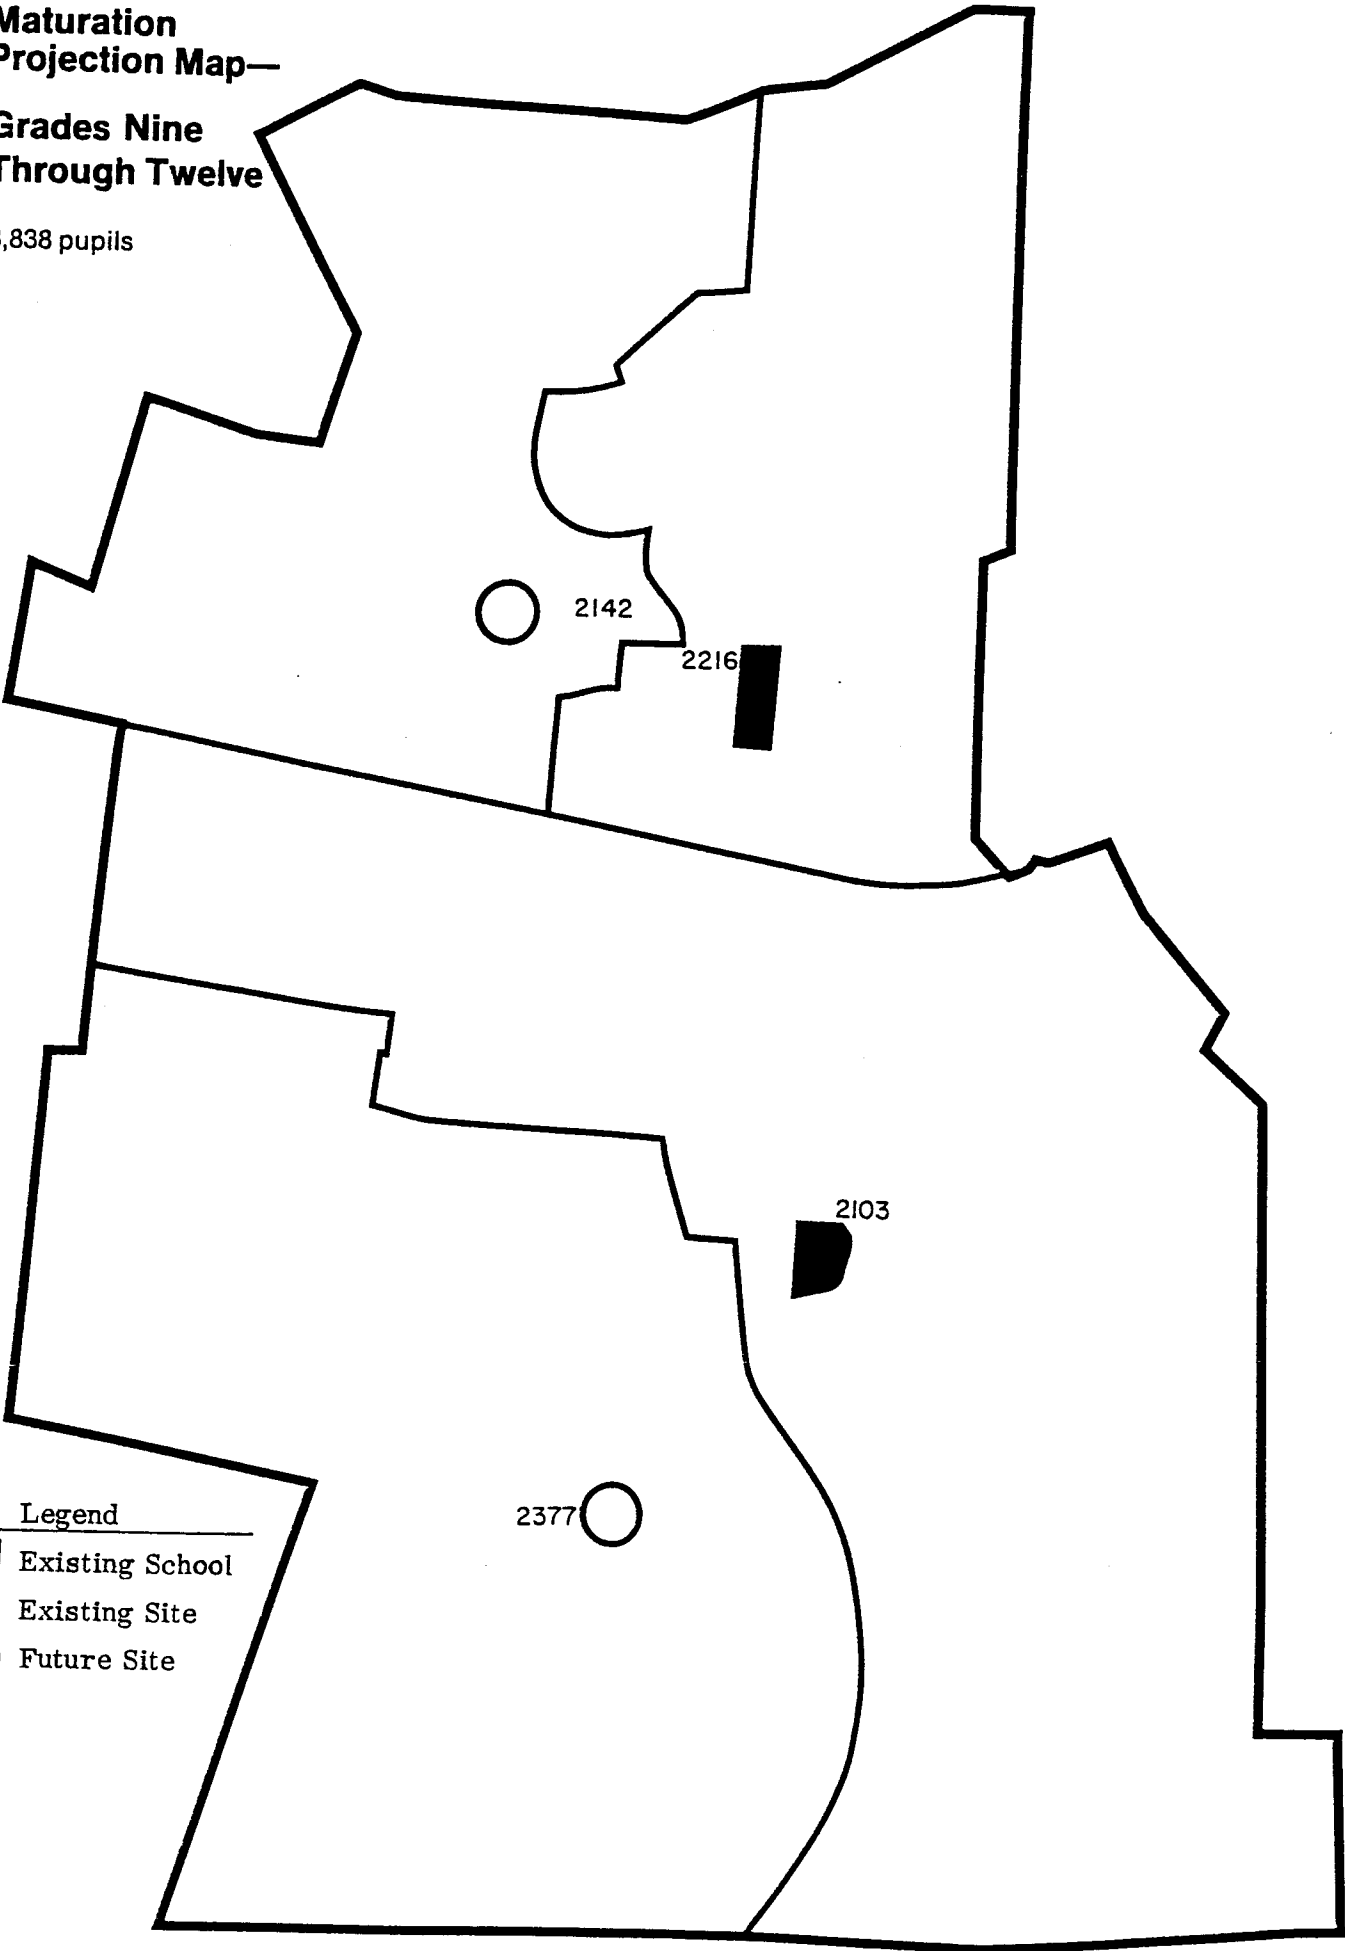 Maturation
Projection Map—
Grades Nine
Through Twelve
,838 pupils
2142
2216
2103
2377
Legend
Existing School
Existing Site
Future Site